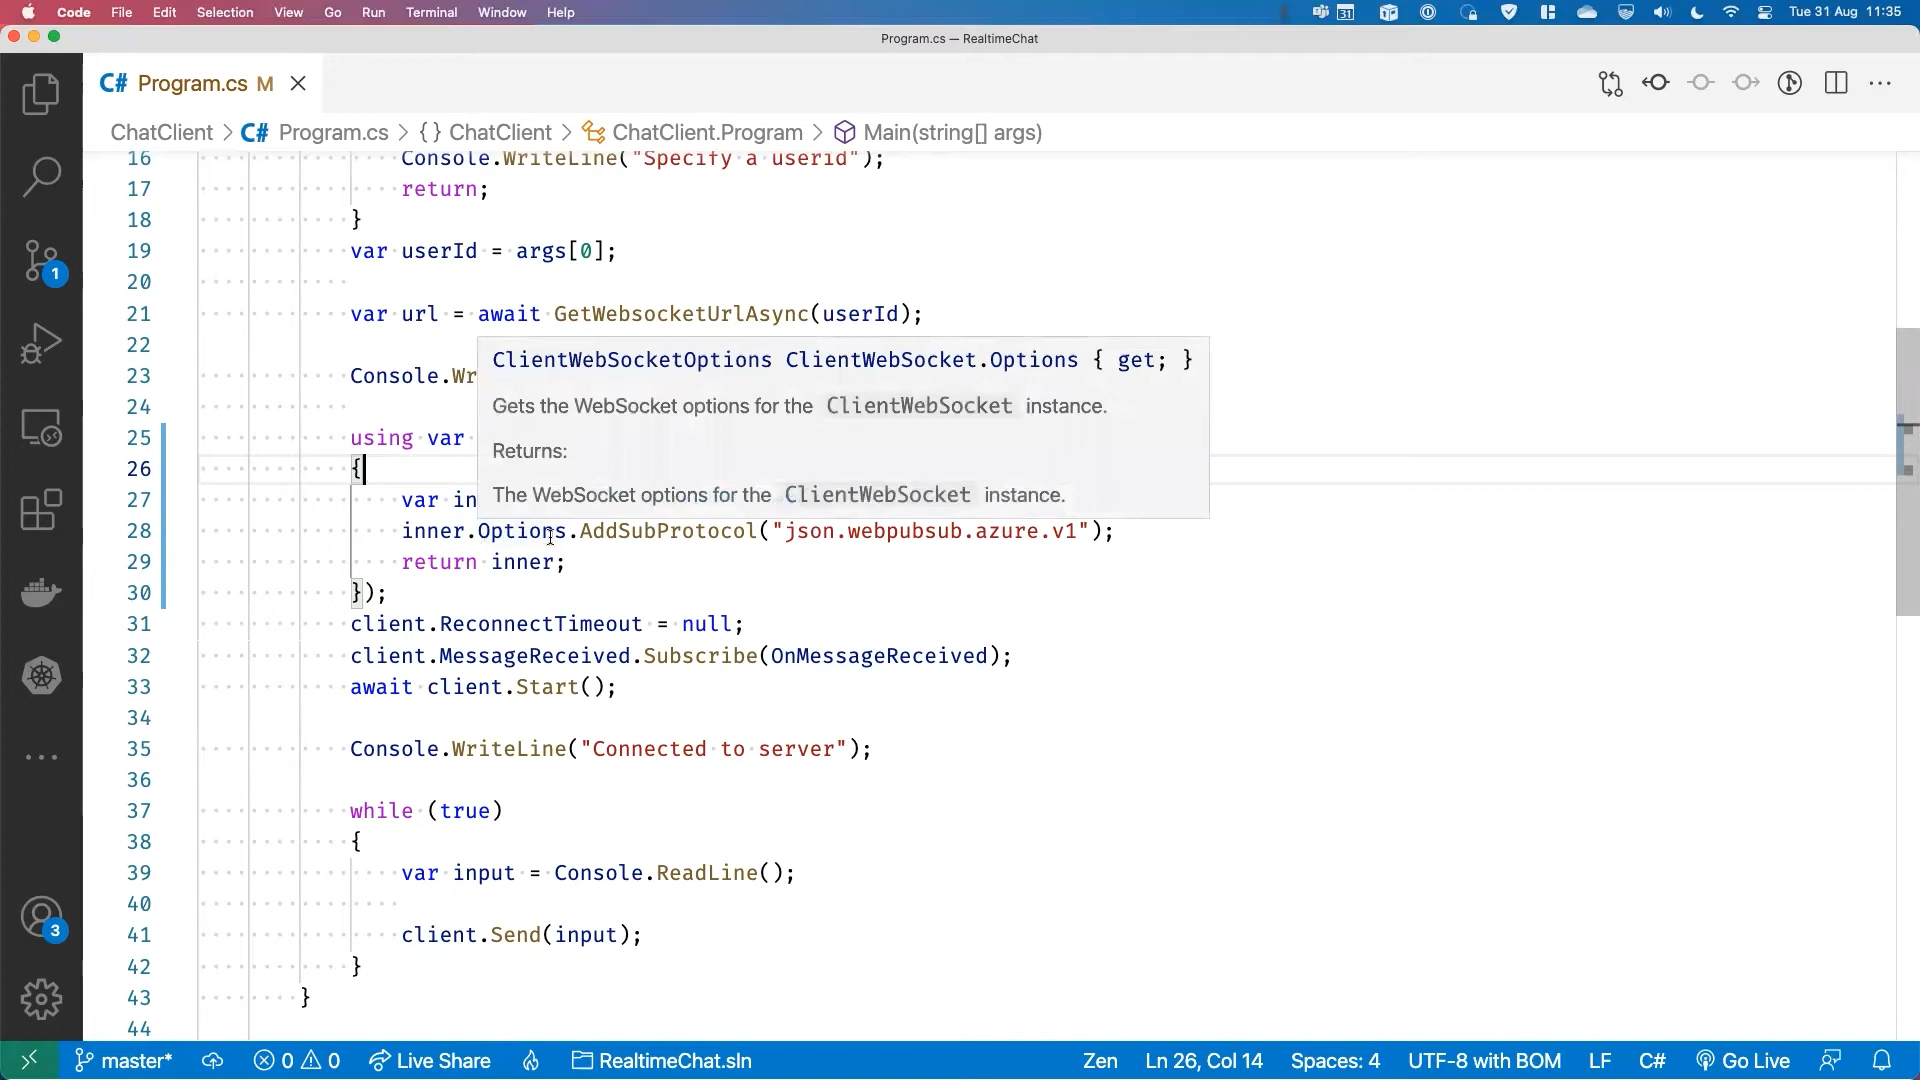 Code File Edit Selection View Go Run Terminal Window Help 31 Tue 31 Aug 11:35
Program.cs — RealtimeChat
C# Program.cs M
ChatClient > C# Program.cs > {} ChatClient > ChatClient.Program > Main(string[] args)
16 Console.WriteLine("Specify a userid");
17 return;
18 }
19 var userId = args[0];
20
21 var url = await GetWebsocketUrlAsync(userId);
22
ClientWebSocketOptions ClientWebSocket.Options { get; }
23 Console.Wr
Gets the WebSocket options for the ClientWebSocket instance.
24
25 using var
Returns:
26 {
27 var in
The WebSocket options for the ClientWebSocket instance.
28 inner.Options.AddSubProtocol("json.webpubsub.azure.v1");
29 return inner;
30 });
31 client.ReconnectTimeout = null;
32 client.MessageReceived.Subscribe(OnMessageReceived);
33 await client.Start();
34
35 Console.WriteLine("Connected to server");
36
37 while (true)
38 {
39 var input = Console.ReadLine();
40
41 client.Send(input);
42 }
43 }
44
1
3
master* 0 0 Live Share RealtimeChat.sln Zen Ln 26, Col 14 Spaces: 4 UTF-8 with BOM LF C# Go Live